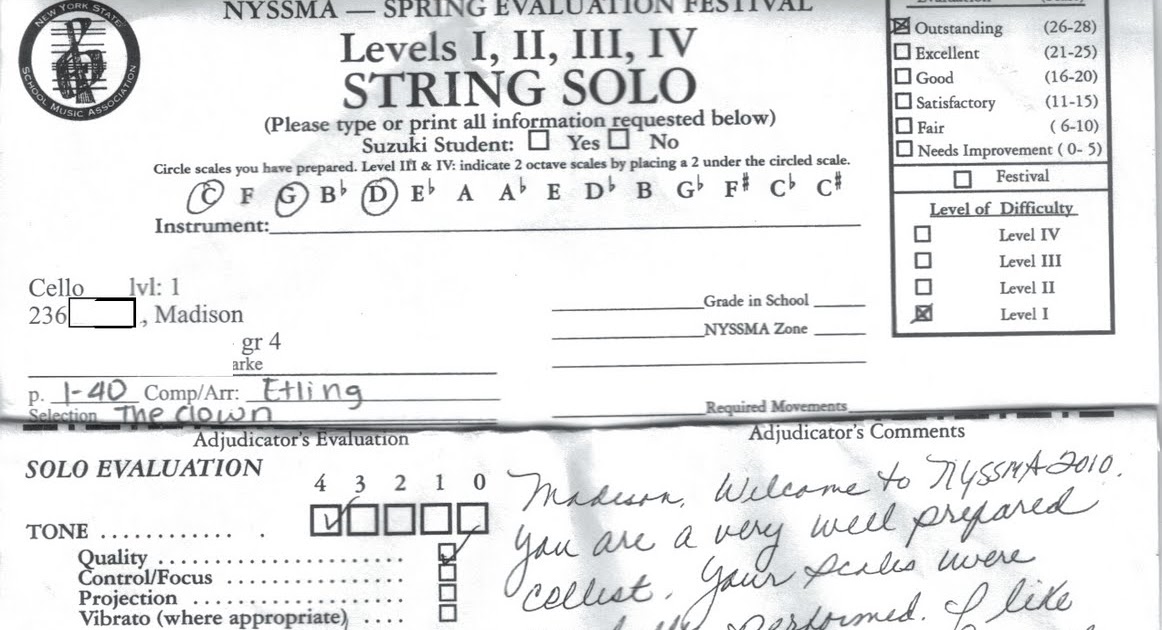 NEW YORK STATE SCHOOL MUSIC ASSOCIATION
NYSSMA — SPRING EVALUATION FESTIVAL
Levels I, II, III, IV
STRING SOLO
(Please type or print all information requested below)
Suzuki Student: ☐ Yes ☐ No
Circle scales you have prepared. Level III & IV: indicate 2 octave scales by placing a 2 under the circled scale.
C F G B♭ D E♭ A A♭ E D♭ B G♭ F# C♭ C#
Instrument:
Cello lvl: 1
236 , Madison
gr 4
arke
p. 1-40 Comp/Arr: Etling
Selection The Clown
Grade in School
NYSSMA Zone
Required Movements
☒ Outstanding (26-28)
☐ Excellent (21-25)
☐ Good (16-20)
☐ Satisfactory (11-15)
☐ Fair ( 6-10)
☐ Needs Improvement ( 0- 5)
☐ Festival
Level of Difficulty
☐ Level IV
☐ Level III
☐ Level II
☒ Level I
Adjudicator's Evaluation
SOLO EVALUATION
4 3 2 1 0
TONE
Quality
Control/Focus
Projection
Vibrato (where appropriate)
Adjudicator's Comments
Madison, Welcome to NYSSMA 2010.
You are a very well prepared
cellist. Your scales were
performed. I like